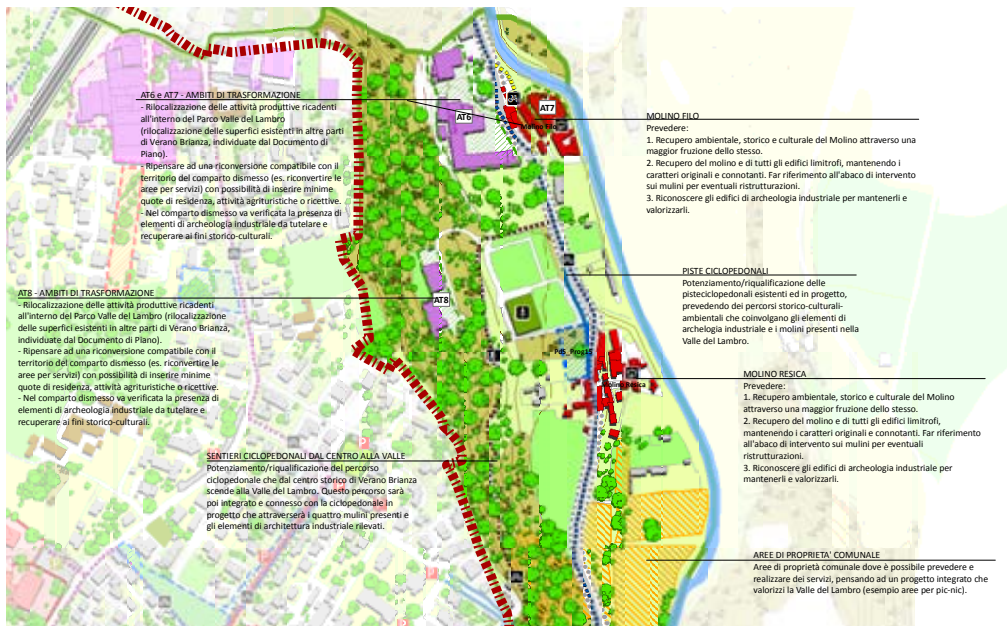 AT6 e AT7 - AMBITI DI TRASFORMAZIONE
- Rilocalizzazione delle attività produttive ricadenti
all'interno del Parco Valle del Lambro
(rilocalizzazione delle superfici esistenti in altre parti
di Verano Brianza, individuate dal Documento di
Piano).
- Ripensare ad una riconversione compatibile con il
territorio del comparto dismesso (es. riconvertire le
aree per servizi) con possibilità di inserire minime
quote di residenza, attività agrituristiche o ricettive.
- Nel comparto dismesso va verificata la presenza di
elementi di archeologia industriale da tutelare e
recuperare ai fini storico-culturali.
AT6
AT7
Molino Filo
MOLINO FILO
Prevedere:
1. Recupero ambientale, storico e culturale del Molino attraverso una
maggior fruzione dello stesso.
2. Recupero del molino e di tutti gli edifici limitrofi, mantenendo i
caratteri originali e connotanti. Far riferimento all'abaco di intervento
sui mulini per eventuali ristrutturazioni.
3. Riconoscere gli edifici di archeologia industriale per mantenerli e
valorizzarli.
PISTE CICLOPEDONALI
Potenziamento/riqualificazione delle
pisteciclopedonali esistenti ed in progetto,
prevedendo dei percorsi storico-culturali-
ambientali che coinvolgano gli elementi di
archelogia industriale e i molini presenti nella
Valle del Lambro.
AT8 - AMBITI DI TRASFORMAZIONE
- Rilocalizzazione delle attività produttive ricadenti
all'interno del Parco Valle del Lambro (rilocalizzazione
delle superfici esistenti in altre parti di Verano Brianza,
individuate dal Documento di Piano).
- Ripensare ad una riconversione compatibile con il
territorio del comparto dismesso (es. riconvertire le
aree per servizi) con possibilità di inserire minime
quote di residenza, attività agrituristiche o ricettive.
- Nel comparto dismesso va verificata la presenza di
elementi di archeologia industriale da tutelare e
recuperare ai fini storico-culturali.
AT8
PdS_Prog15
Molino Resica
MOLINO RESICA
Prevedere:
1. Recupero ambientale, storico e culturale del Molino
attraverso una maggior fruzione dello stesso.
2. Recupero del molino e di tutti gli edifici limitrofi,
mantenendo i caratteri originali e connotanti. Far riferimento
all'abaco di intervento sui mulini per eventuali
ristrutturazioni.
3. Riconoscere gli edifici di archeologia industriale per
mantenerli e valorizzarli.
SENTIERI CICLOPEDONALI DAL CENTRO ALLA VALLE
Potenziamento/riqualificazione del percorso
ciclopedonale che dal centro storico di Verano Brianza
scende alla Valle del Lambro. Questo percorso sarà
poi integrato e connesso con la ciclopedonale in
progetto che attraverserà i quattro mulini presenti e
gli elementi di architettura industriale rilevati.
AREE DI PROPRIETA' COMUNALE
Aree di proprietà comunale dove è possibile prevedere e
realizzare dei servizi, pensando ad un progetto integrato che
valorizzi la Valle del Lambro (esempio aree per pic-nic).